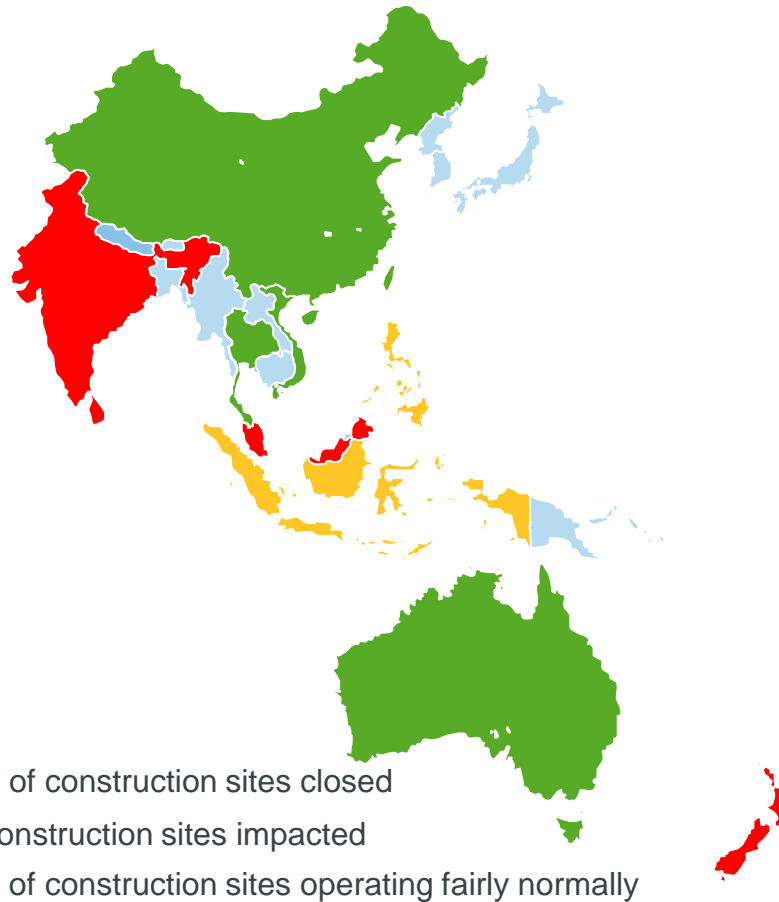 of construction sites closed
onstruction sites impacted
of construction sites operating fairly normally